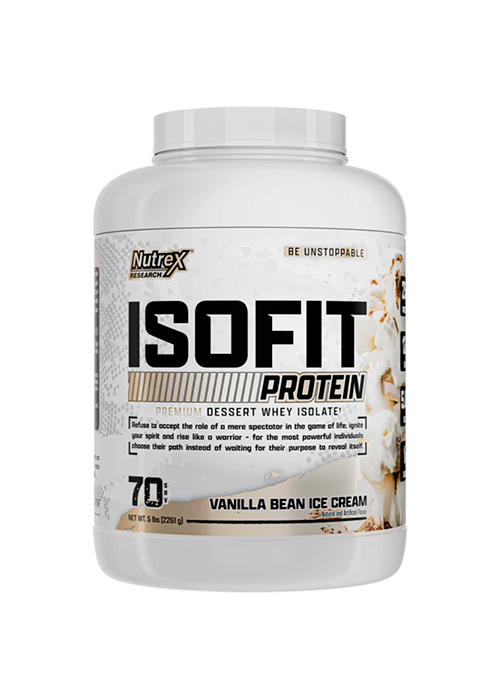 Nutrex
RESEARCH
BE UNSTOPPABLE
ISOFIT
PROTEIN
PREMIUM DESSERT WHEY ISOLATE!
Refuse to accept the role of a mere spectator in the game of life; ignite
your spirit and rise like a warrior - for the most powerful individuals
choose their path instead of waiting for their purpose to reveal itself.
70 SRV
VANILLA BEAN ICE CREAM
Natural and Artificial Flavors
NET WT. 5 lbs (2261 g)